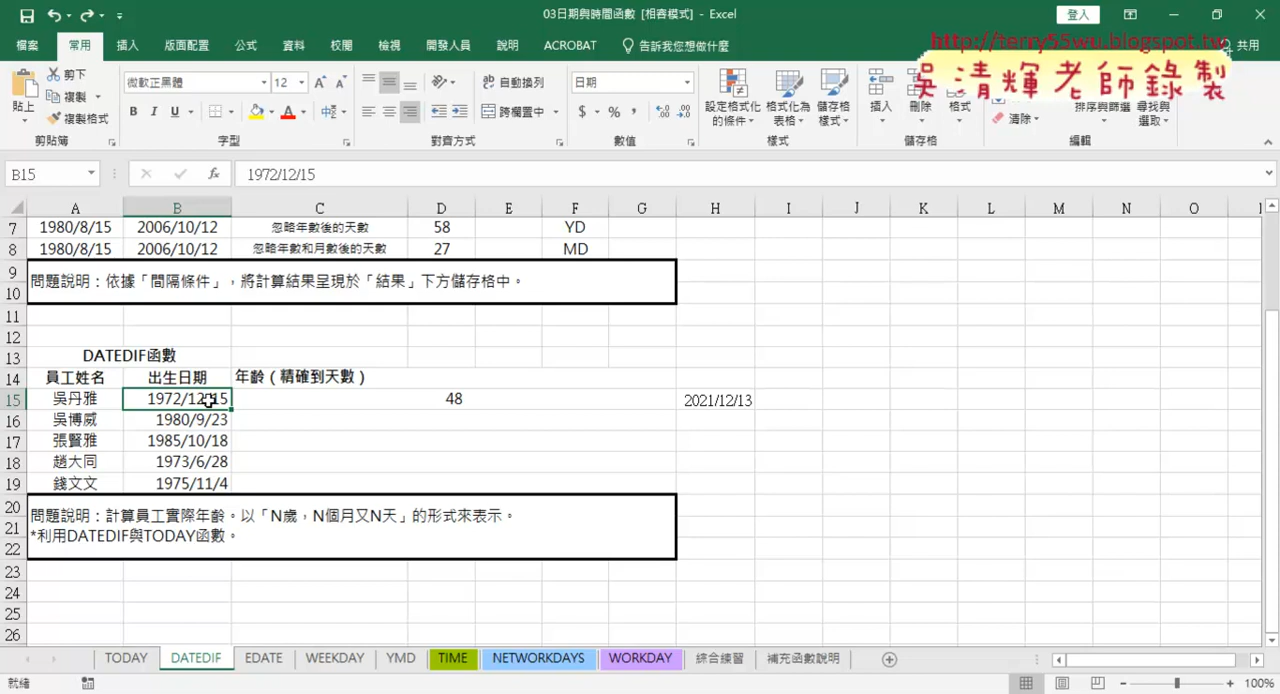 03日期與時間函數 [相容模式] - Excel
登入
檔案 常用 插入 版面配置 公式 資料 校閱 檢視 開發人員 說明 ACROBAT 告訴我您想做什麼 共用
http://terry55wu.blogspot.tw
吳清輝老師錄製
貼上 剪下 複製 複製格式 剪貼簿
微軟正黑體 12 B I U 字型
自動換列 跨欄置中 對齊方式
日期 $ % , 數值
設定格式化的條件 格式化為表格 儲存格樣式 樣式
插入 刪除 格式 儲存格
清除 排序與篩選 尋找與選取 編輯
B15 fx 1972/12/15
A B C D E F G H I J K L M N O
7 1980/8/15 2006/10/12 忽略年數後的天數 58 YD
8 1980/8/15 2006/10/12 忽略年數和月數後的天數 27 MD
9
問題說明：依據「間隔條件」，將計算結果呈現於「結果」下方儲存格中。
10
11
12
13 DATEDIF函數
14 員工姓名 出生日期 年齡（精確到天數）
15 吳丹雅 1972/12/15 48 2021/12/13
16 吳博威 1980/9/23
17 張賢雅 1985/10/18
18 趙大同 1973/6/28
19 錢文文 1975/11/4
20 問題說明：計算員工實際年齡。以「N歲，N個月又N天」的形式來表示。
21 *利用DATEDIF與TODAY函數。
22
23
24
25
26
TODAY DATEDIF EDATE WEEKDAY YMD TIME NETWORKDAYS WORKDAY 綜合練習 補充函數說明
就緒 100%